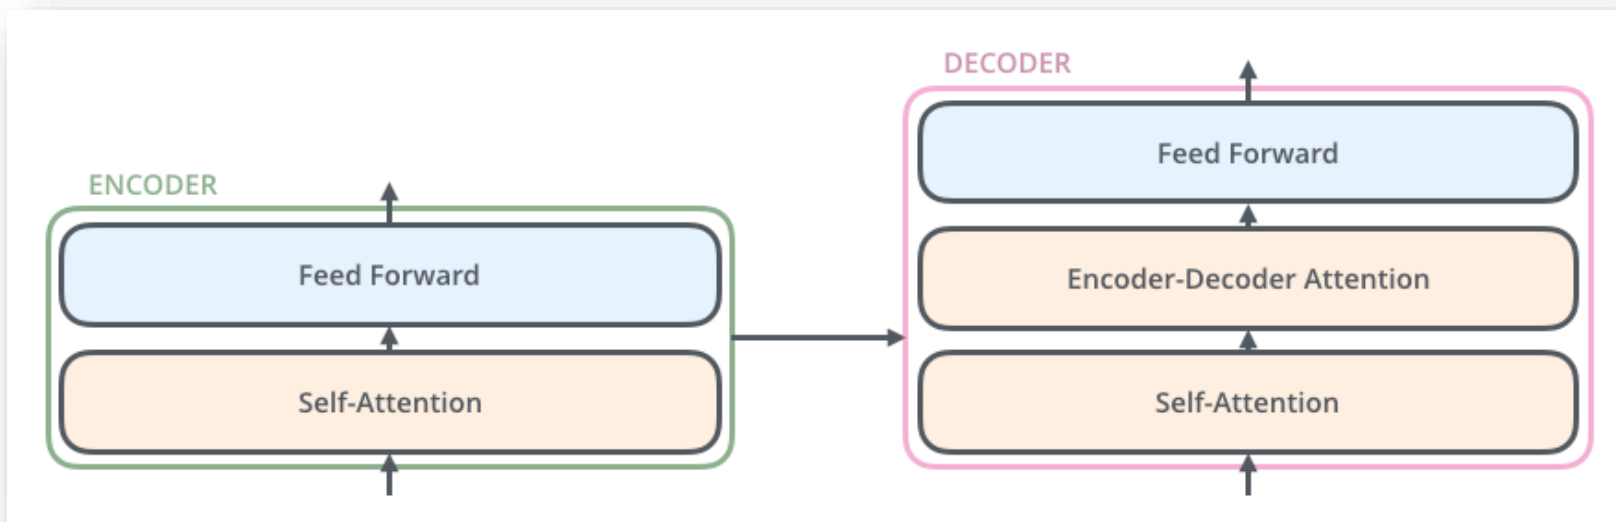 ENCODER
Feed Forward
Self-Attention
DECODER
Feed Forward
Encoder-Decoder Attention
Self-Attention